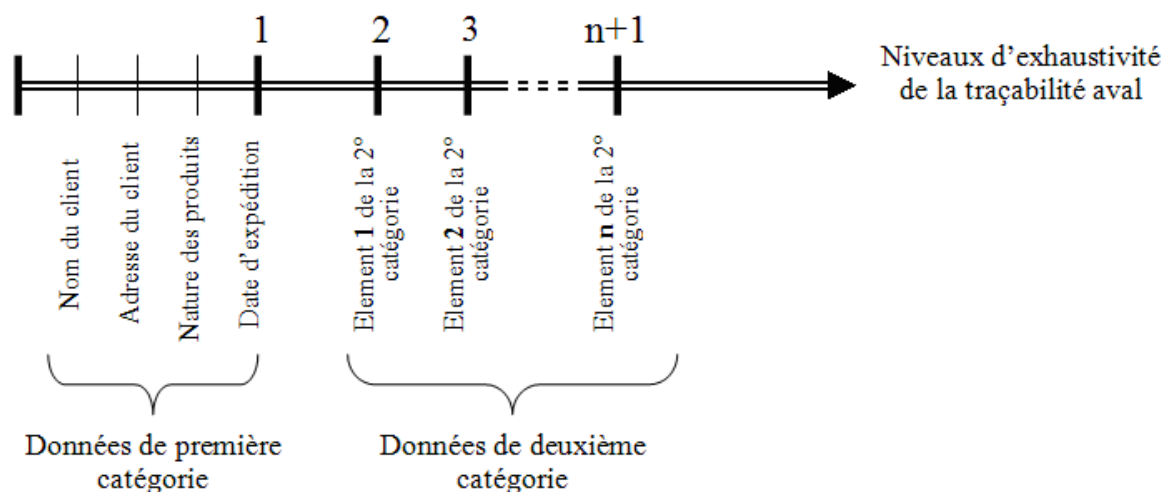 1 2 3 n+1
Niveaux d'exhaustivité
de la traçabilité aval
Nom du client
Adresse du client
Nature des produits
Date d'expédition
Element 1 de la 2°
catégorie
Element 2 de la 2°
catégorie
Element n de la 2°
catégorie
Données de première
catégorie
Données de deuxième
catégorie